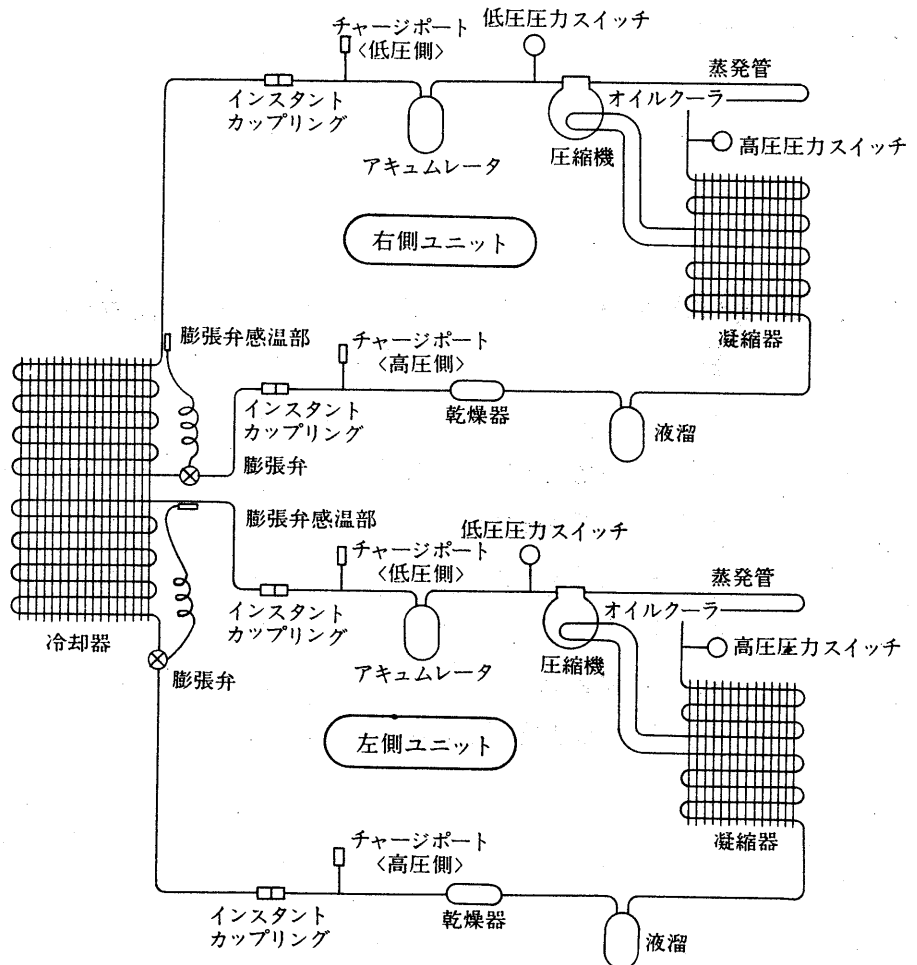 チャージポート
〈低圧側〉
低圧圧力スイッチ
蒸発管
インスタント
カップリング
アキュムレータ
圧縮機
オイルクーラ
高圧圧力スイッチ
右側ユニット
凝縮器
膨張弁感温部
チャージポート
〈高圧側〉
インスタント
カップリング
乾燥器
液溜
膨張弁
膨張弁感温部
チャージポート
〈低圧側〉
低圧圧力スイッチ
蒸発管
インスタント
カップリング
アキュムレータ
圧縮機
オイルクーラ
高圧圧力スイッチ
冷却器
膨張弁
左側ユニット
凝縮器
チャージポート
〈高圧側〉
インスタント
カップリング
乾燥器
液溜